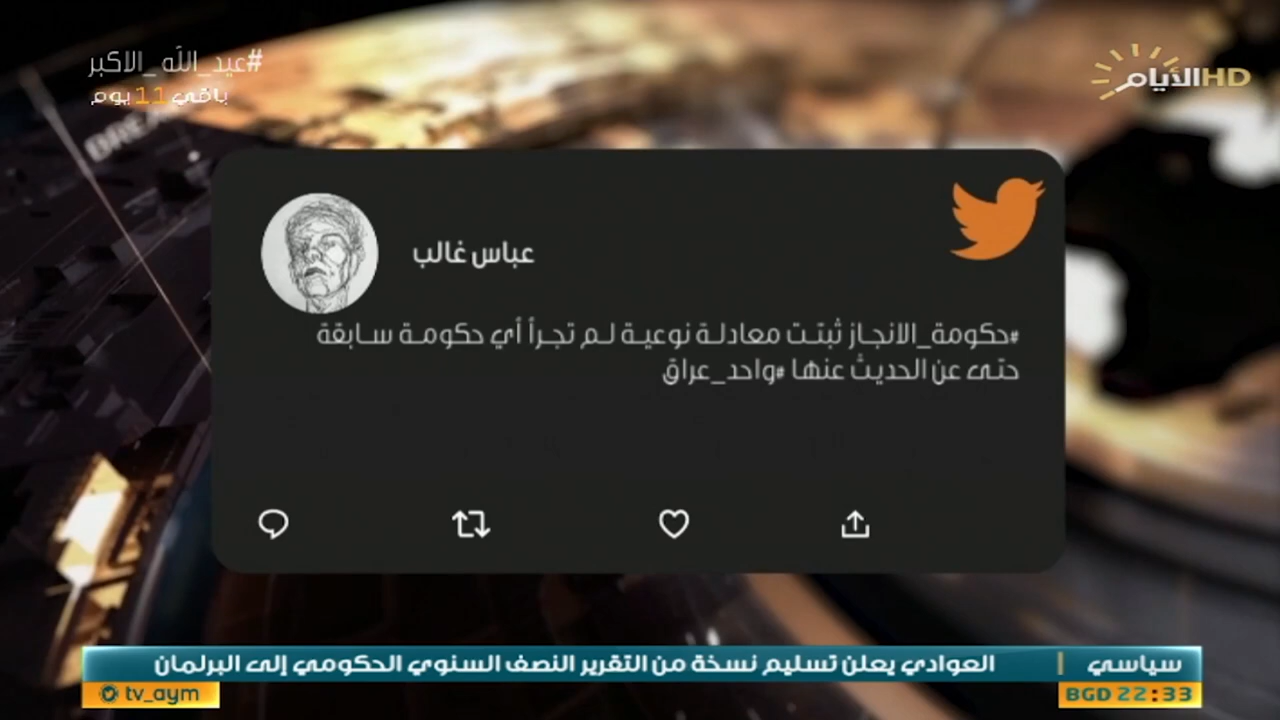 #عيد_الله_الاكبر
باقي 11 يوم
الأيام HD
عباس غالب
#حكومة_الانجاز ثبتت معادلة نوعية لم تجرأ أي حكومة سابقة
حتى عن الحديث عنها #واحد_عراق
سياسي | العوادي يعلن تسليم نسخة من التقرير النصف السنوي الحكومي إلى البرلمان
BGD 22:33
tv_aym